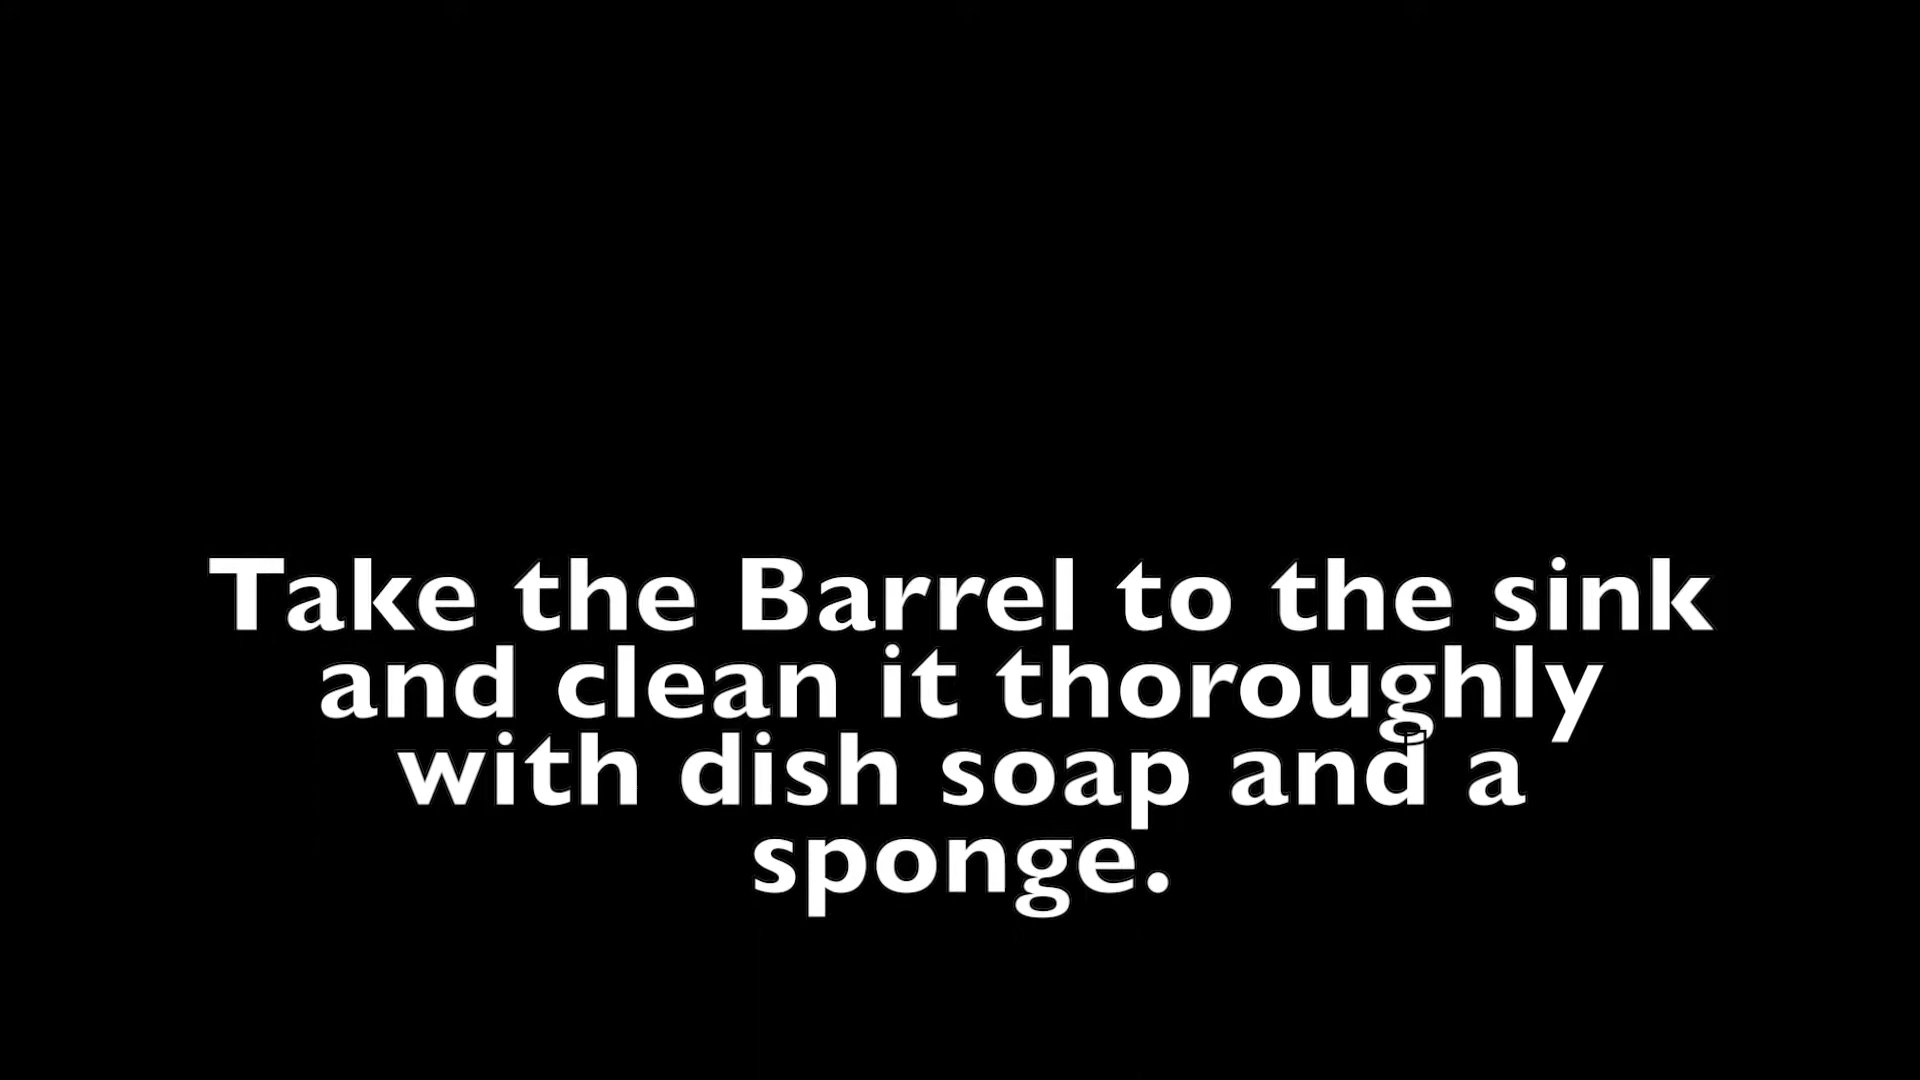 Take the Barrel to the sink
and clean it thoroughly
with dish soap and a
sponge.